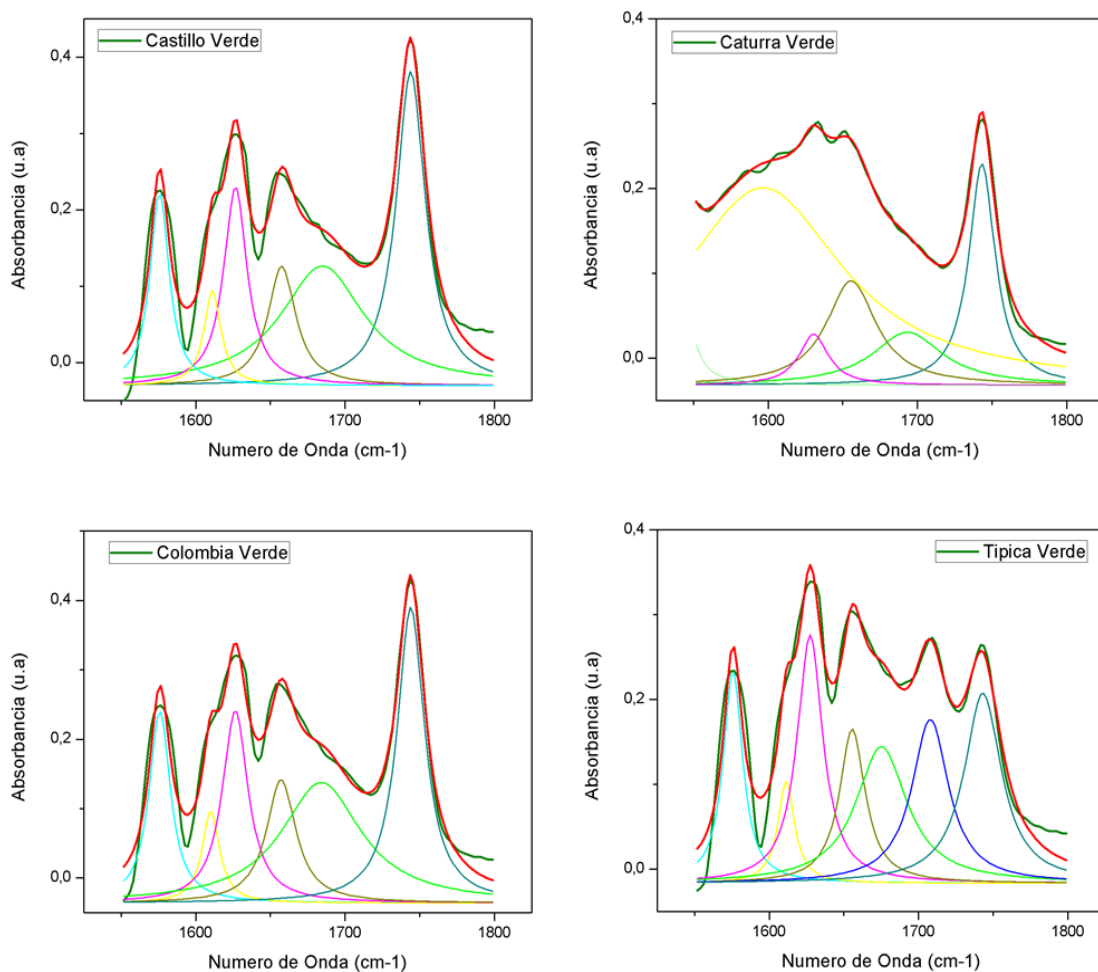 Castillo Verde
0,4
0,2
0,0
Absorbancia (u.a)
1600 1700 1800
Numero de Onda (cm-1)
Caturra Verde
0,4
0,2
0,0
Absorbancia (u.a)
1600 1700 1800
Numero de Onda (cm-1)
Colombia Verde
0,4
0,2
0,0
Absorbancia (u.a)
1600 1700 1800
Numero de Onda (cm-1)
Tipica Verde
0,4
0,2
0,0
Absorbancia (u.a)
1600 1700 1800
Numero de Onda (cm-1)